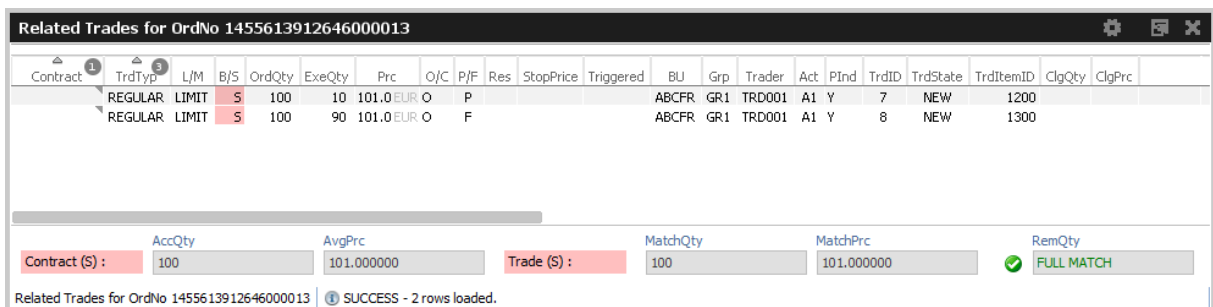 Related Trades for OrdNo 1455613912646000013
Contract 1 TrdTyp 3 L/M B/S OrdQty ExeQty Prc O/C P/F Res StopPrice Triggered BU Grp Trader Act PInd TrdID TrdState TrdItemID ClgQty ClgPrc
REGULAR LIMIT S 100 10 101.0 EUR O P ABCFR GR1 TRD001 A1 Y 7 NEW 1200
REGULAR LIMIT S 100 90 101.0 EUR O F ABCFR GR1 TRD001 A1 Y 8 NEW 1300
AccQty AvgPrc MatchQty MatchPrc RemQty
Contract (S) : 100 101.000000 Trade (S) : 100 101.000000 FULL MATCH
Related Trades for OrdNo 1455613912646000013 SUCCESS - 2 rows loaded.